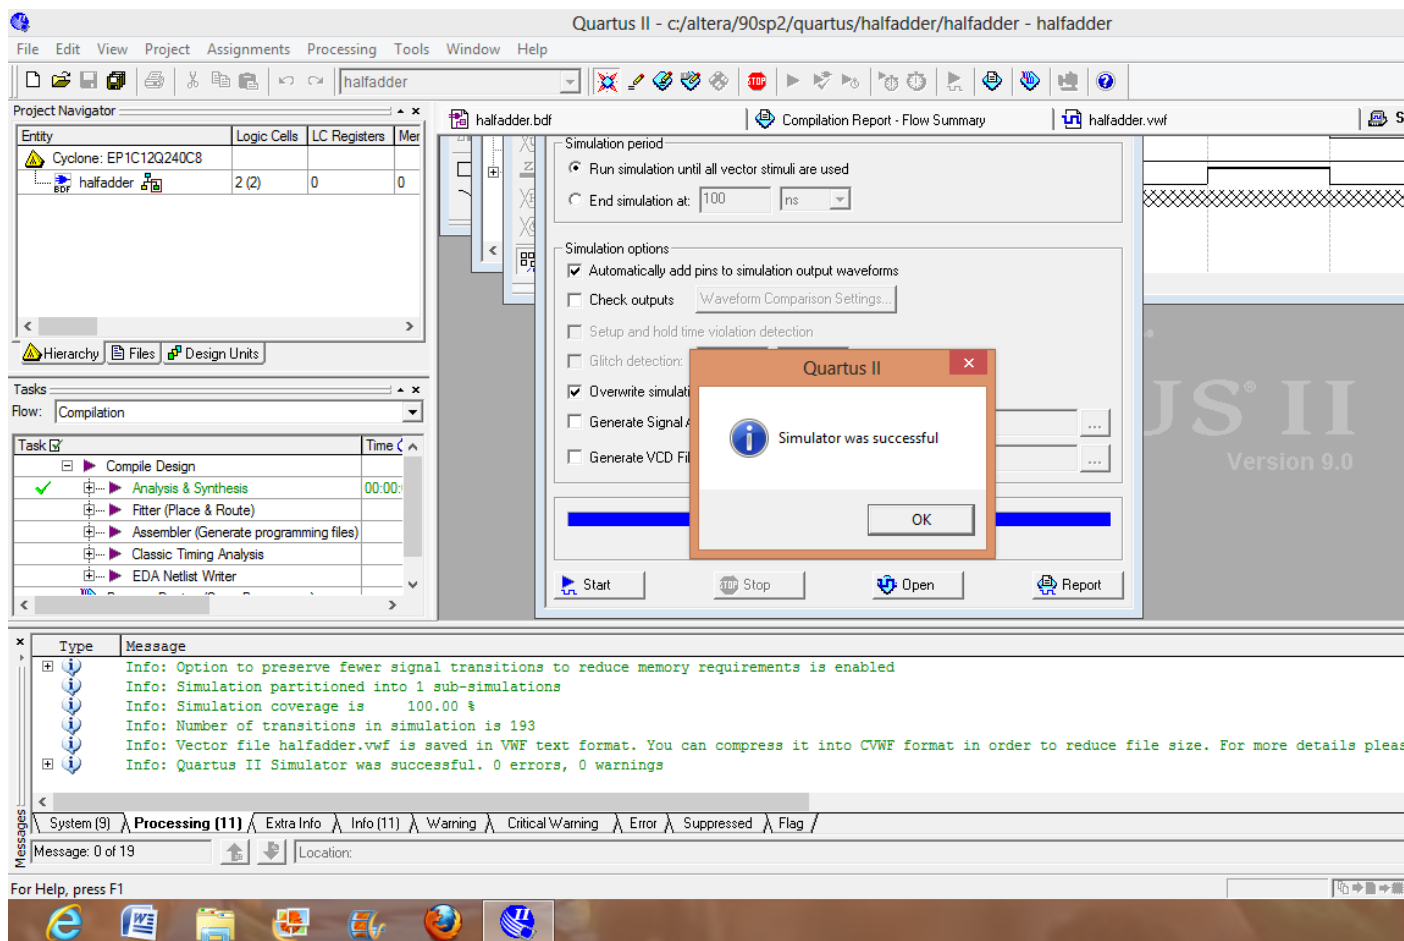 Quartus II - c:/altera/90sp2/quartus/halfadder/halfadder - halfadder
File Edit View Project Assignments Processing Tools Window Help
halfadder
Project Navigator
Entity Logic Cells LC Registers Mer
Cyclone: EP1C12Q240C8
BDF halfadder 2 (2) 0 0
Hierarchy Files Design Units
Tasks
Flow: Compilation
Task Time
Compile Design
Analysis & Synthesis 00:00:
Fitter (Place & Route)
Assembler (Generate programming files)
Classic Timing Analysis
EDA Netlist Writer
halfadder.bdf Compilation Report - Flow Summary halfadder.vwf S
Simulation period
Run simulation until all vector stimuli are used
End simulation at: 100 ns
Simulation options
Automatically add pins to simulation output waveforms
Check outputs Waveform Comparison Settings...
Setup and hold time violation detection
Glitch detection:
Overwrite simulati
Generate Signal A ...
Generate VCD Fil ...
Start STOP Stop Open Report
Quartus II
Simulator was successful
OK
US® II
Version 9.0
Type Message
Info: Option to preserve fewer signal transitions to reduce memory requirements is enabled
Info: Simulation partitioned into 1 sub-simulations
Info: Simulation coverage is 100.00 %
Info: Number of transitions in simulation is 193
Info: Vector file halfadder.vwf is saved in VWF text format. You can compress it into CVWF format in order to reduce file size. For more details pleas
Info: Quartus II Simulator was successful. 0 errors, 0 warnings
System (9) Processing (11) Extra Info Info (11) Warning Critical Warning Error Suppressed Flag
Messages
Message: 0 of 19 Location:
For Help, press F1